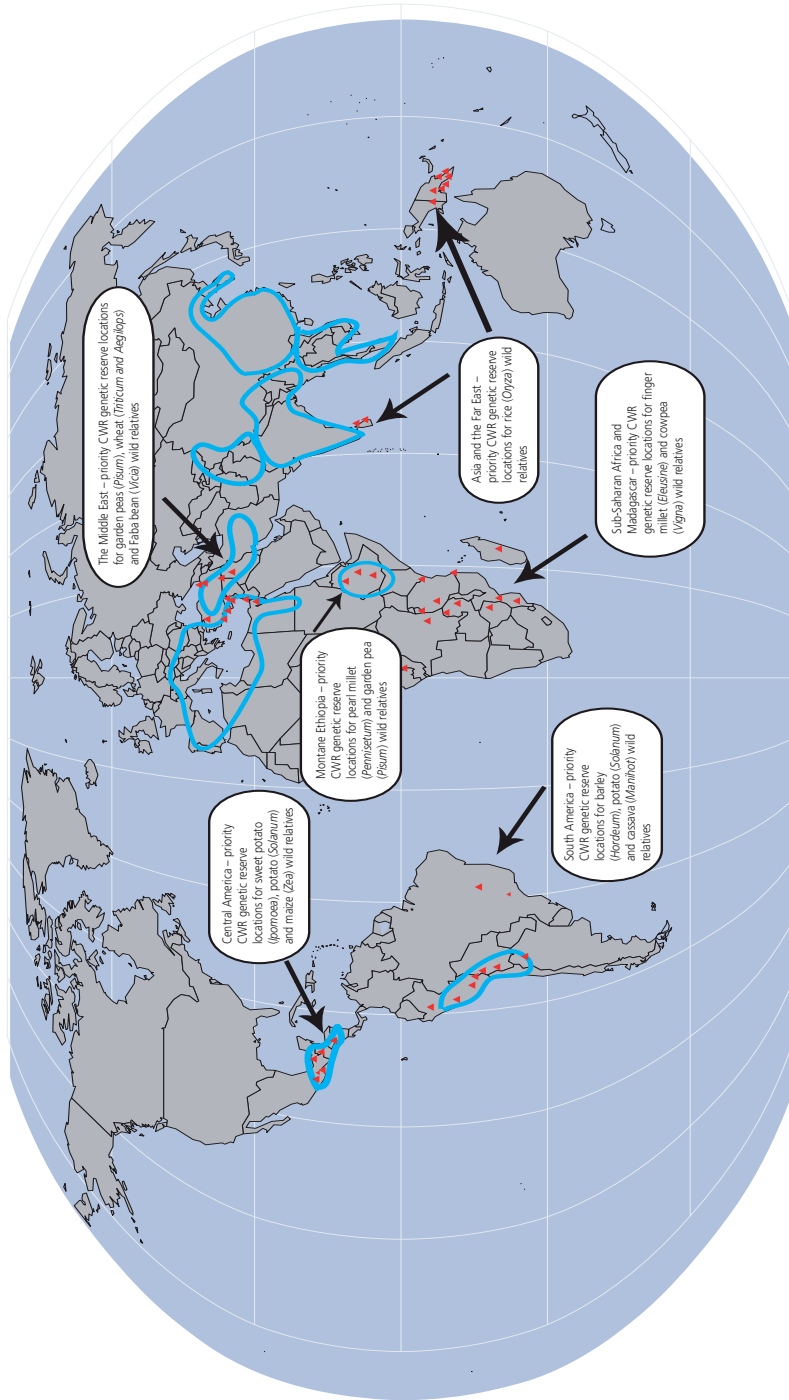 The Middle East – priority CWR genetic reserve locations
for garden peas (Pisum), wheat (Triticum and Aegilops)
and Faba bean (Vicia) wild relatives
Central America – priority
CWR genetic reserve
locations for sweet potato
(Ipomoea), potato (Solanum)
and maize (Zea) wild relatives
Montane Ethiopia – priority
CWR genetic reserve
locations for pearl millet
(Pennisetum) and garden pea
(Pisum) wild relatives
Asia and the Far East –
priority CWR genetic reserve
locations for rice (Oryza) wild
relatives
South America – priority
CWR genetic reserve
locations for barley
(Hordeum), potato (Solanum)
and cassava (Manihot) wild
relatives
Sub-Saharan Africa and
Madagascar – priority CWR
genetic reserve locations for finger
millet (Eleusine) and cowpea
(Vigna) wild relatives